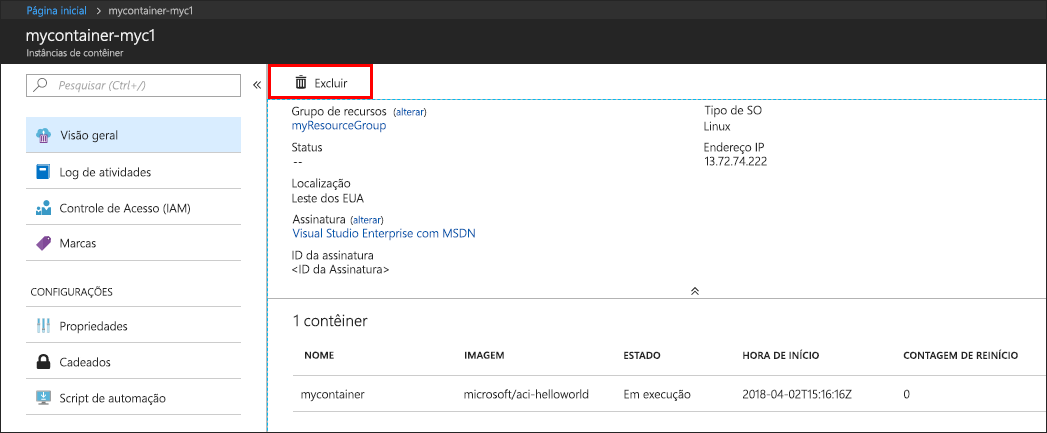 Página inicial > mycontainer-myc1
mycontainer-myc1
Instâncias de contêiner
Pesquisar (Ctrl+/)
«
Visão geral
Log de atividades
Controle de Acesso (IAM)
Marcas
CONFIGURAÇÕES
Propriedades
Cadeados
Script de automação
Excluir
Grupo de recursos (alterar)
myResourceGroup
Status
--
Localização
Leste dos EUA
Assinatura (alterar)
Visual Studio Enterprise com MSDN
ID da assinatura
<ID da Assinatura>
Tipo de SO
Linux
Endereço IP
13.72.74.222
1 contêiner
NOME IMAGEM ESTADO HORA DE INÍCIO CONTAGEM DE REINÍCIO
mycontainer microsoft/aci-helloworld Em execução 2018-04-02T15:16:16Z 0